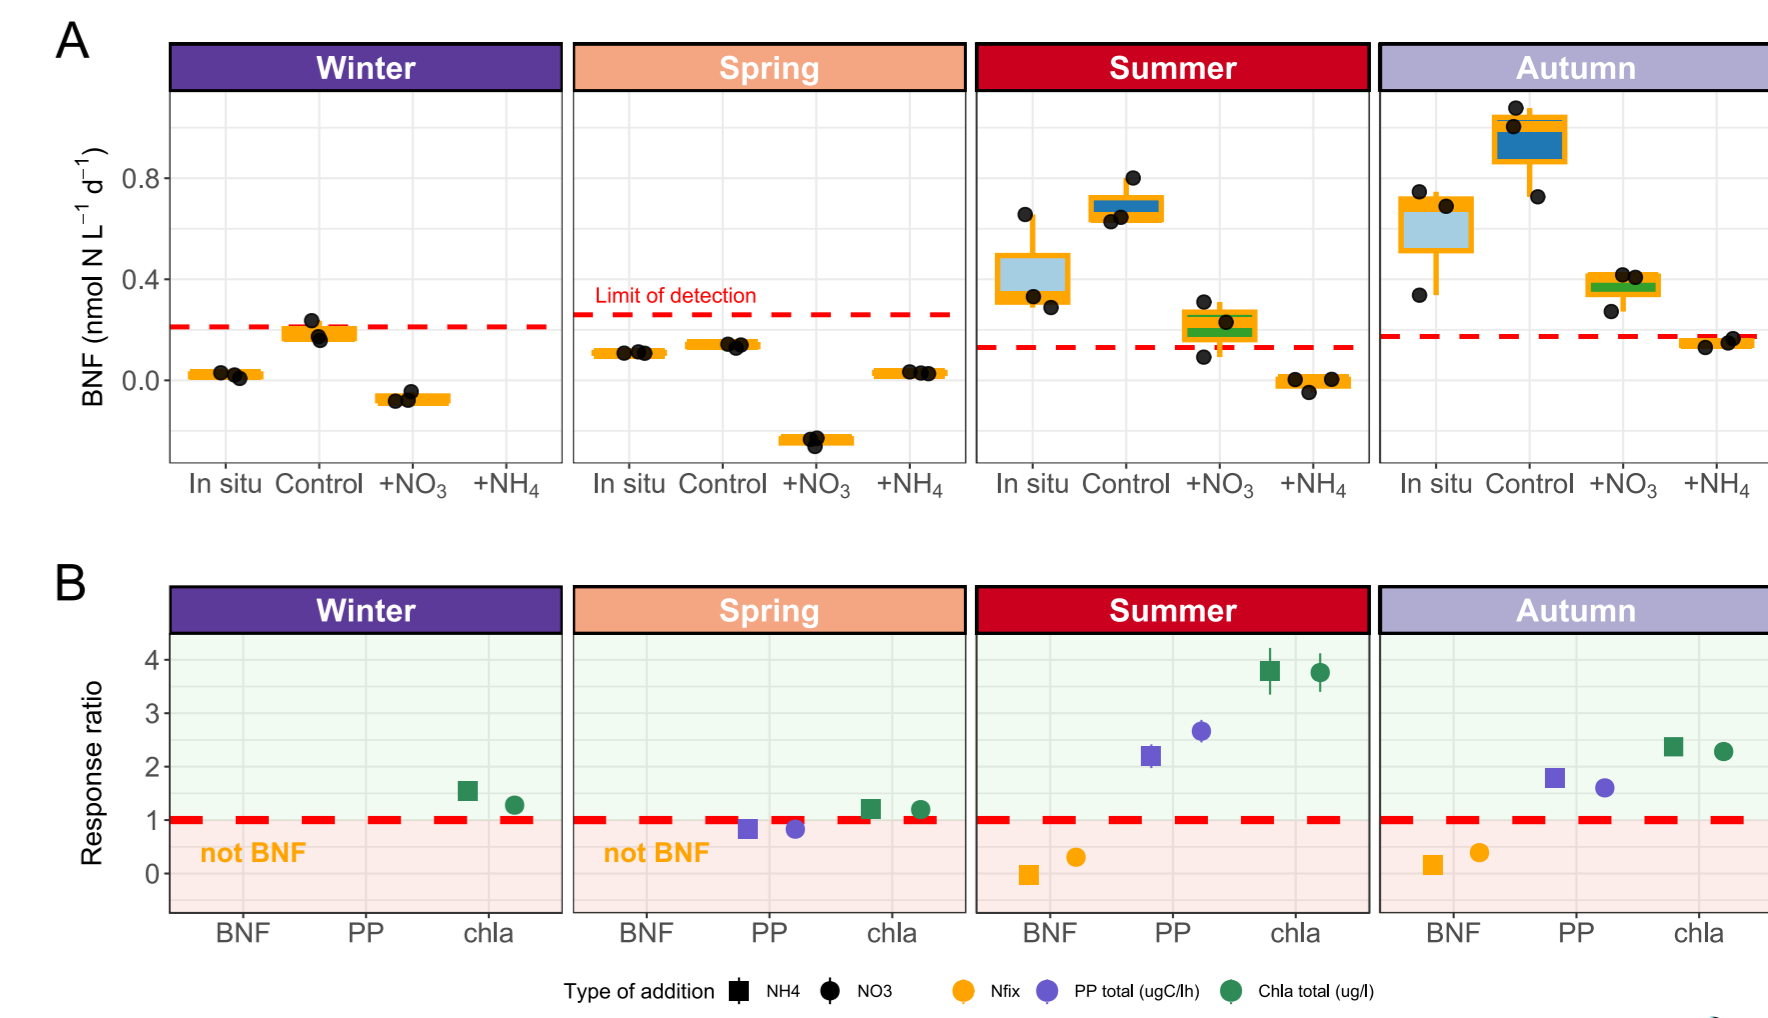 A
Winter Spring Summer Autumn
BNF (nmol N L⁻¹ d⁻¹)
0.8
0.4
0.0
Limit of detection
In situ Control +NO₃ +NH₄ In situ Control +NO₃ +NH₄ In situ Control +NO₃ +NH₄ In situ Control +NO₃ +NH₄
B
Winter Spring Summer Autumn
Response ratio
4
3
2
1
0
not BNF not BNF
BNF PP chla BNF PP chla BNF PP chla BNF PP chla
Type of addition NH4 NO3 Nfix PP total (ugC/lh) Chla total (ug/l)